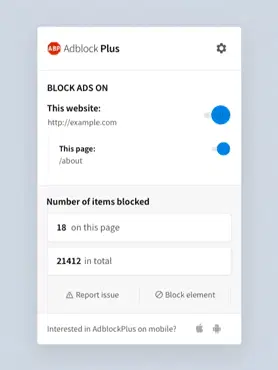 ABP Adblock Plus
BLOCK ADS ON
This website:
http://example.com
This page:
/about
Number of items blocked
18 on this page
21412 in total
Report issue
Block element
Interested in AdblockPlus on mobile?